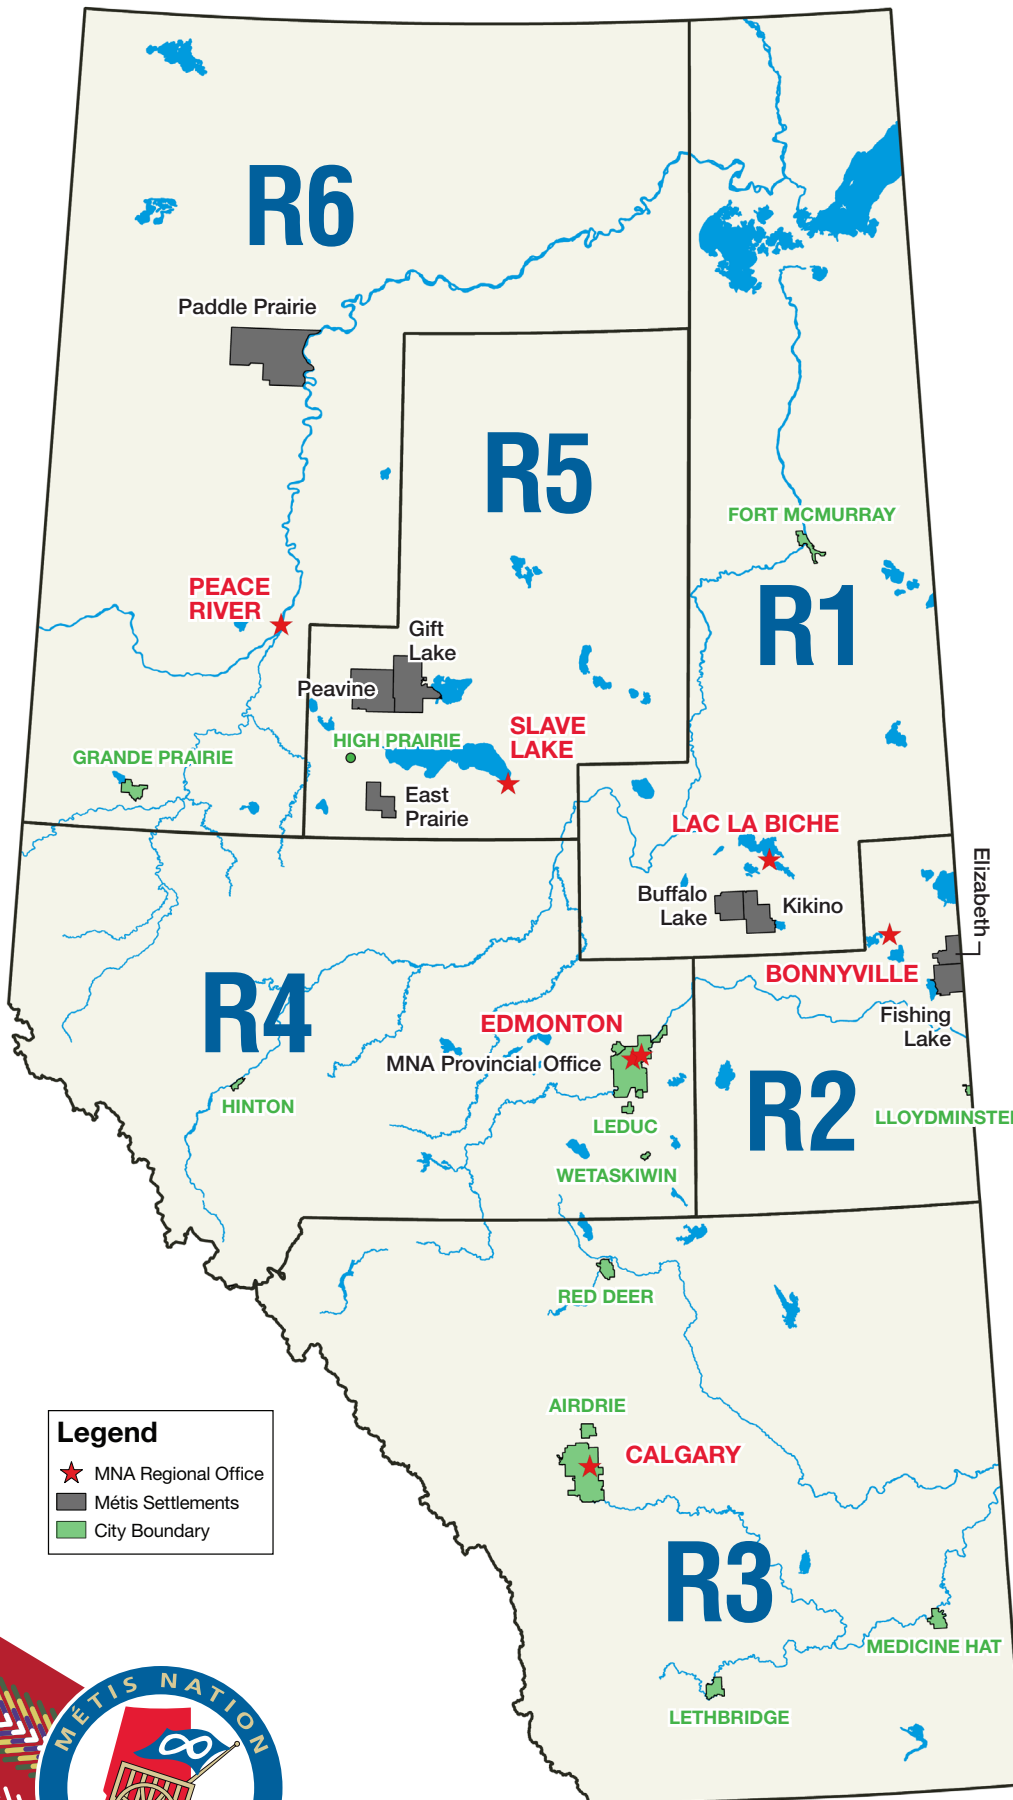 R6
Paddle Prairie
R5
FORT MCMURRAY
PEACE
RIVER
R1
Gift
Lake
Peavine
SLAVE
LAKE
HIGH PRAIRIE
GRANDE PRAIRIE
East
Prairie
LAC LA BICHE
Elizabeth
Buffalo
Lake
Kikino
BONNYVILLE
R4
Fishing
Lake
EDMONTON
MNA Provincial Office
R2
HINTON
LEDUC
LLOYDMINSTER
WETASKIWIN
RED DEER
AIRDRIE
CALGARY
Legend
MNA Regional Office
Métis Settlements
City Boundary
R3
MEDICINE HAT
LETHBRIDGE
MÉTIS NATION